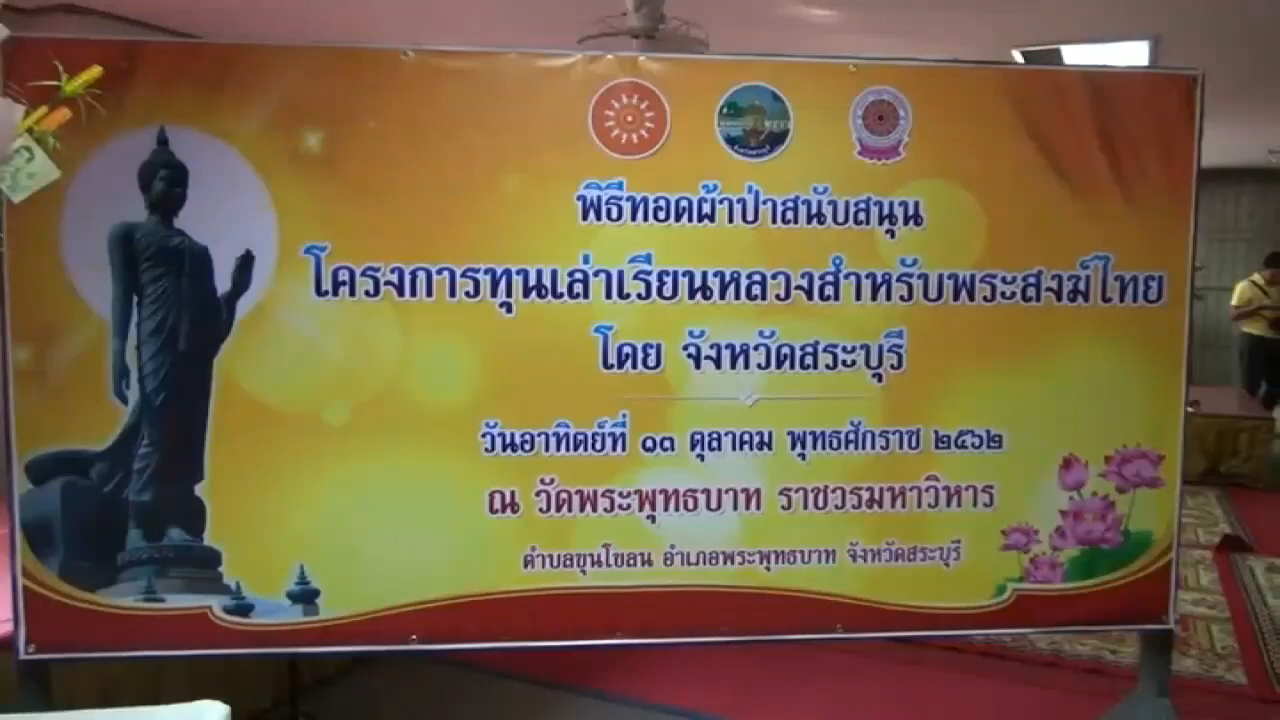 พิธีทอดผ้าป่าสนับสนุน
โครงการทุนเล่าเรียนหลวงสำหรับพระสงฆ์ไทย
โดย จังหวัดสระบุรี
วันอาทิตย์ที่ ๑๓ ตุลาคม พุทธศักราช ๒๕๖๒
ณ วัดพระพุทธบาท ราชวรมหาวิหาร
ตำบลขุนโขลน อำเภอพระพุทธบาท จังหวัดสระบุรี